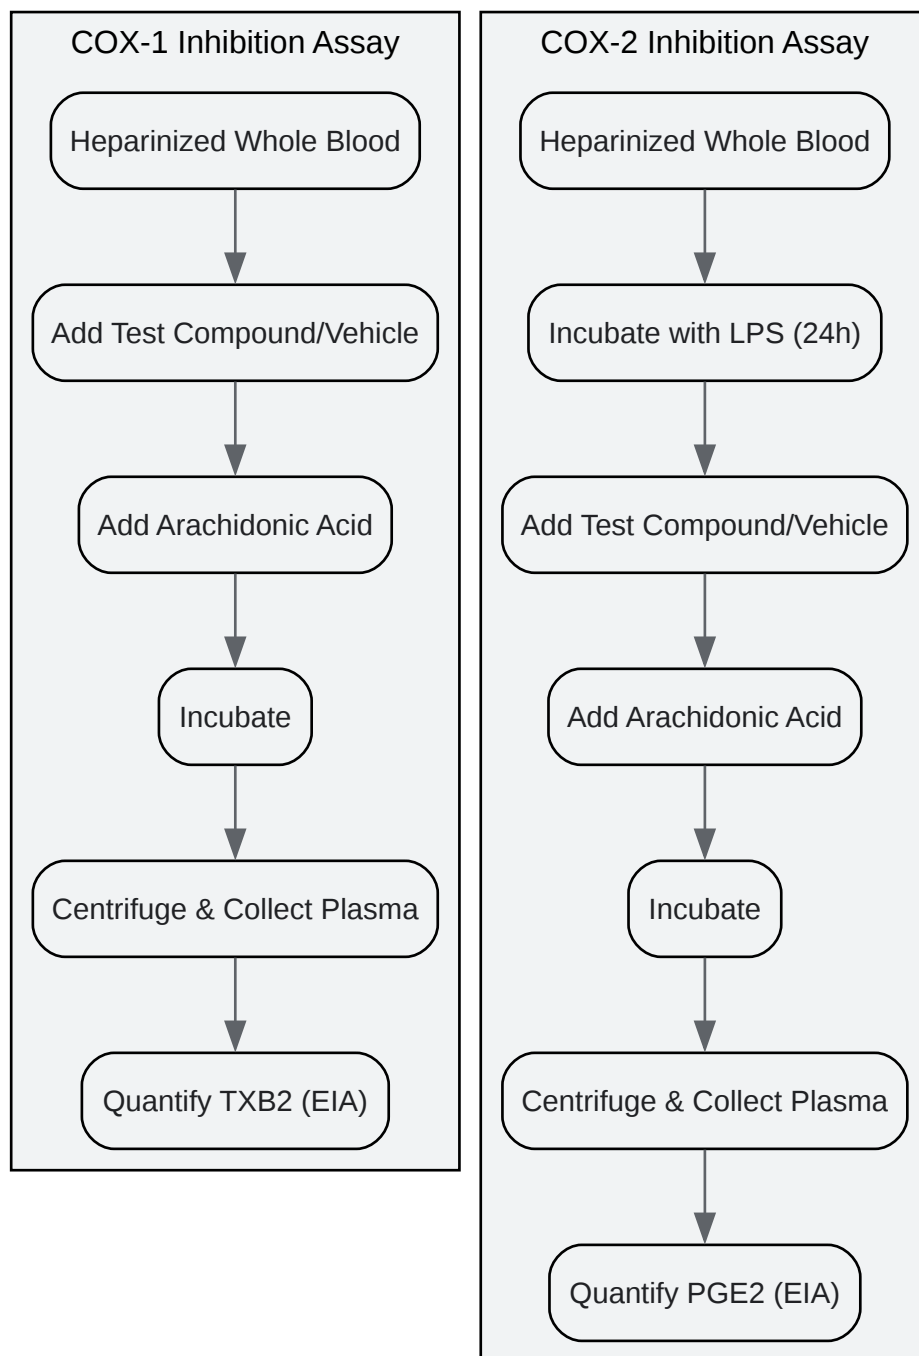 COX-1 Inhibition Assay
Heparinized Whole Blood
Add Test Compound/Vehicle
Add Arachidonic Acid
Incubate
Centrifuge & Collect Plasma
Quantify TXB2 (EIA)
COX-2 Inhibition Assay
Heparinized Whole Blood
Incubate with LPS (24h)
Add Test Compound/Vehicle
Add Arachidonic Acid
Incubate
Centrifuge & Collect Plasma
Quantify PGE2 (EIA)